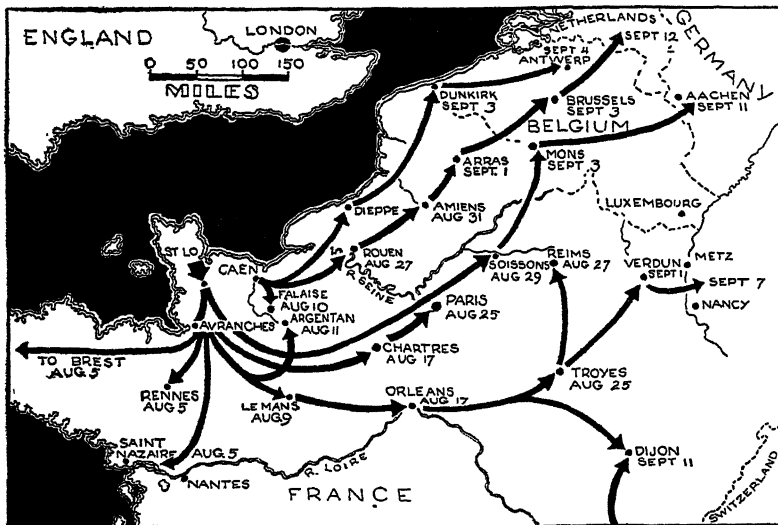 ENGLAND
LONDON
0 50 100 150
MILES
NETHERLANDS
SEPT 12
GERMANY
SEPT 4
ANTWERP
DUNKIRK
SEPT 3
BRUSSELS
SEPT 3
AACHEN
SEPT 11
BELGIUM
MONS
SEPT 3
ARRAS
SEPT. 1
LUXEMBOURG
DIEPPE
AMIENS
AUG 31
ST LO
CAEN
ROUEN
AUG 27
R. SEINE
SOISSONS
AUG 29
REIMS
AUG 27
VERDUN
SEPT 1
METZ
SEPT 7
NANCY
FALAISE
AUG 10
ARGENTAN
AUG 11
PARIS
AUG 25
AVRANCHES
CHARTRES
AUG 17
TO BREST
AUG. 5
RENNES
AUG 5
LE MANS
AUG 9
ORLEANS
AUG 17
TROYES
AUG 25
SAINT
NAZAIRE
AUG. 5
NANTES
R. LOIRE
FRANCE
DIJON
SEPT 11
SWITZERLAND